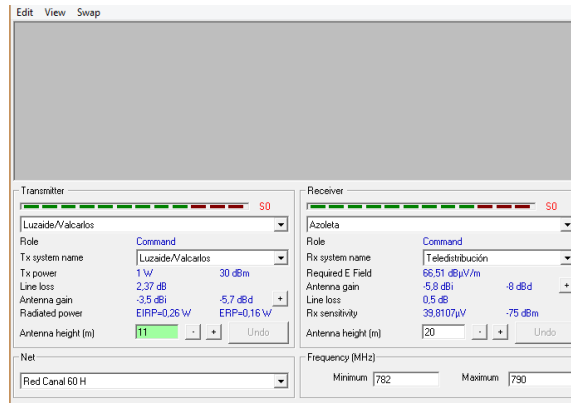 Edit View Swap
Transmitter
S0
Luzaide/Valcarlos
Role Command
Tx system name Luzaide/Valcarlos
Tx power 1 W 30 dBm
Line loss 2,37 dB
Antenna gain -3,5 dBi -5,7 dBd +
Radiated power EIRP=0,26 W ERP=0,16 W
Antenna height (m) 11 - + Undo
Receiver
S0
Azoleta
Role Command
Rx system name Teledistribución
Required E Field 66,51 dBµV/m
Antenna gain -5,8 dBi -8 dBd +
Line loss 0,5 dB
Rx sensitivity 39,8107µV -75 dBm
Antenna height (m) 20 - + Undo
Net
Red Canal 60 H
Frequency (MHz)
Minimum 782 Maximum 790